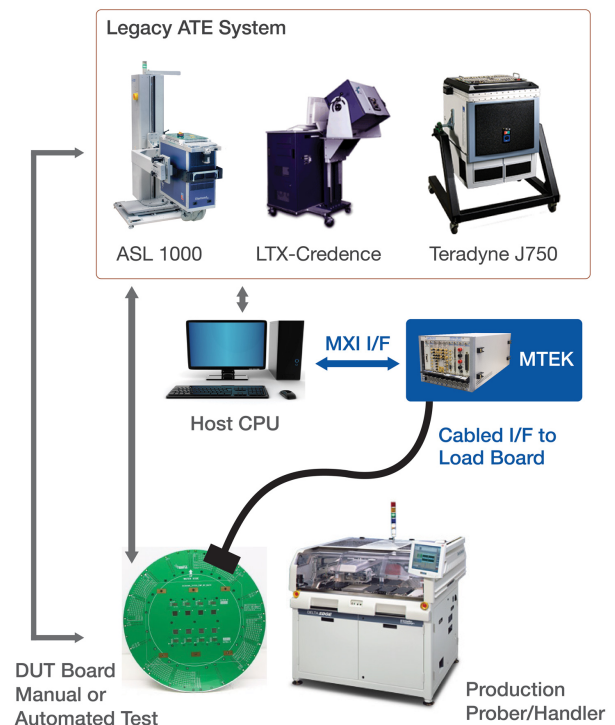 Legacy ATE System
ASL 1000
LTX-Credence
Teradyne J750
MXI I/F
MTEK
Host CPU
Cabled I/F to
Load Board
DUT Board
Manual or
Automated Test
Production
Prober/Handler